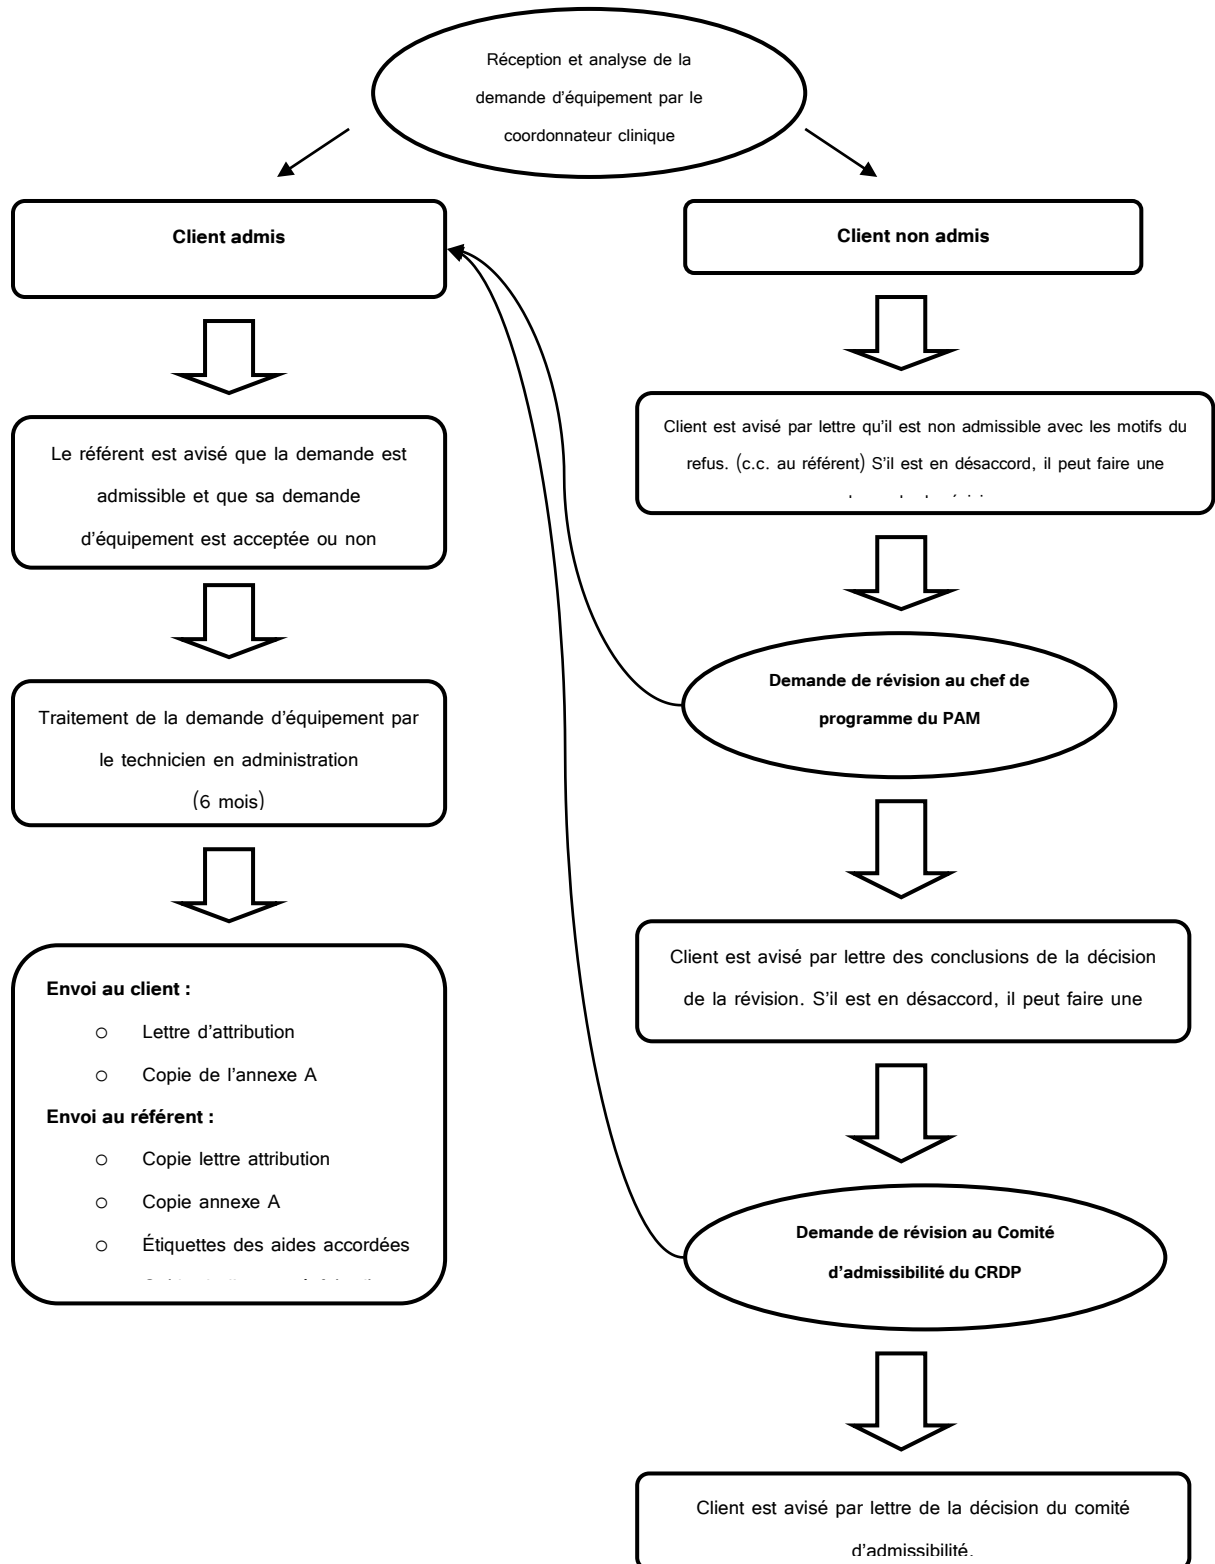 Réception et analyse de la
demande d'équipement par le
coordonnateur clinique
Client admis
Client non admis
Le référent est avisé que la demande est
admissible et que sa demande
d'équipement est acceptée ou non
Client est avisé par lettre qu'il est non admissible avec les motifs du
refus. (c.c. au référent) S'il est en désaccord, il peut faire une
Traitement de la demande d'équipement par
le technicien en administration
(6 mois)
Demande de révision au chef de
programme du PAM
Client est avisé par lettre des conclusions de la décision
de la révision. S'il est en désaccord, il peut faire une
Envoi au client :
o Lettre d'attribution
o Copie de l'annexe A
Envoi au référent :
o Copie lettre attribution
o Copie annexe A
o Étiquettes des aides accordées
Demande de révision au Comité
d'admissibilité du CRDP
Client est avisé par lettre de la décision du comité
d'admissibilité.